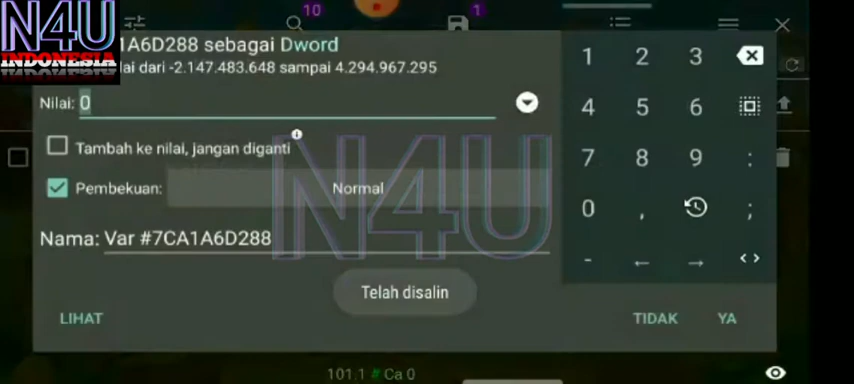 N4U
INDONESIA
10
1
1A6D288 sebagai Dword
lai dari -2.147.483.648 sampai 4.294.967.295
Nilai: 0
Tambah ke nilai, jangan diganti
Pembekuan: Normal
N4U
Nama: Var #7CA1A6D288
Telah disalin
LIHAT
TIDAK
YA
1 2 3
4 5 6
7 8 9 :
0 , ;
- ← → < >
101.1 # Ca 0